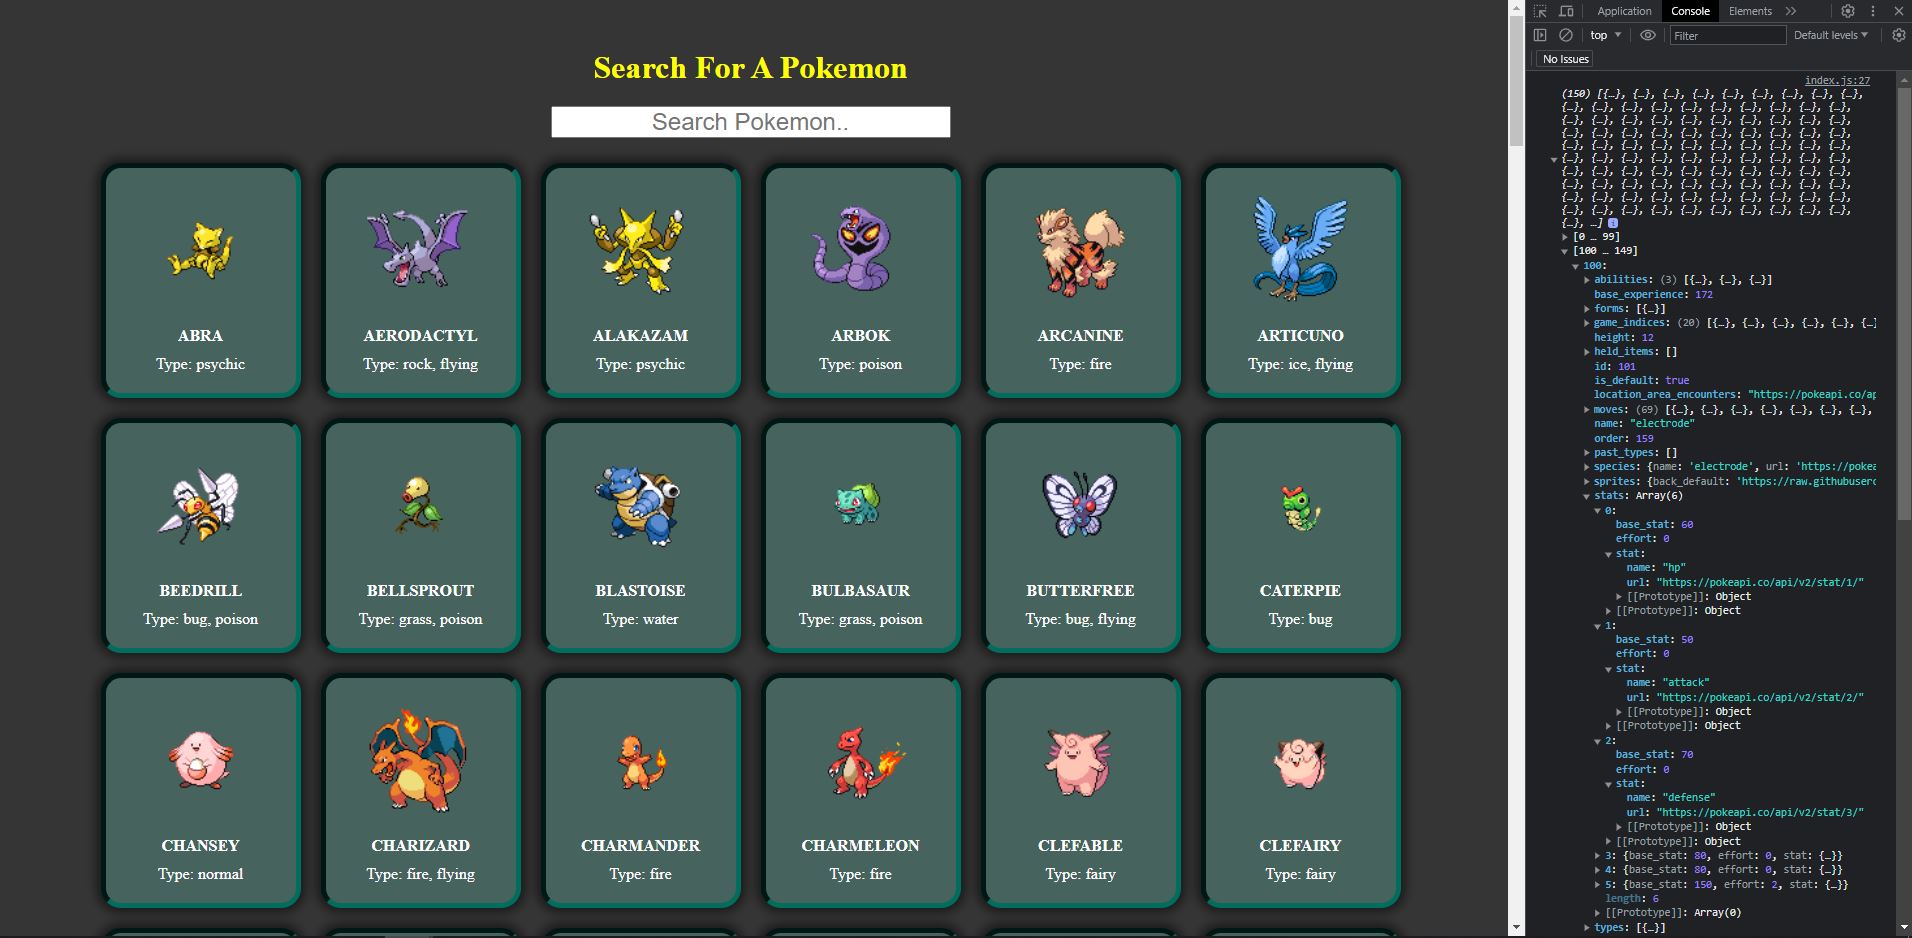 Search For A Pokemon
Search Pokemon..
ABRA
Type: psychic
AERODACTYL
Type: rock, flying
ALAKAZAM
Type: psychic
ARBOK
Type: poison
ARCANINE
Type: fire
ARTICUNO
Type: ice, flying
BEEDRILL
Type: bug, poison
BELLSPROUT
Type: grass, poison
BLASTOISE
Type: water
BULBASAUR
Type: grass, poison
BUTTERFREE
Type: bug, flying
CATERPIE
Type: bug
CHANSEY
Type: normal
CHARIZARD
Type: fire, flying
CHARMANDER
Type: fire
CHARMELEON
Type: fire
CLEFABLE
Type: fairy
CLEFAIRY
Type: fairy
Application Console Elements
top Filter Default levels
No Issues
index.js:27
(150) [{…}, {…}, {…}, {…}, {…}, {…}, {…}, {…}, {…},
{…}, {…}, {…}, {…}, {…}, {…}, {…}, {…}, {…}, {…},
{…}, {…}, {…}, {…}, {…}, {…}, {…}, {…}, {…}, {…},
{…}, {…}, {…}, {…}, {…}, {…}, {…}, {…}, {…}, {…},
{…}, {…}, {…}, {…}, {…}, {…}, {…}, {…}, {…}, {…},
{…}, {…}, {…}, {…}, {…}, {…}, {…}, {…}, {…}, {…},
{…}, {…}, {…}, {…}, {…}, {…}, {…}, {…}, {…}, {…},
{…}, {…}, {…}, {…}, {…}, {…}, {…}, {…}, {…}, {…},
{…}, {…}, {…}, {…}, {…}, {…}, {…}, {…}, {…}, {…},
{…}, {…}, {…}, {…}, {…}, {…}, {…}, {…}, {…}, {…},
{…}, …]
[0 … 99]
[100 … 149]
100:
abilities: (3) [{…}, {…}, {…}]
base_experience: 172
forms: [{…}]
game_indices: (20) [{…}, {…}, {…}, {…}, {…}, {…}
height: 12
held_items: []
id: 101
is_default: true
location_area_encounters: "https://pokeapi.co/ap
moves: (69) [{…}, {…}, {…}, {…}, {…}, {…}, {…},
name: "electrode"
order: 159
past_types: []
species: {name: 'electrode', url: 'https://pokea
sprites: {back_default: 'https://raw.githubuserc
stats: Array(6)
0:
base_stat: 60
effort: 0
stat:
name: "hp"
url: "https://pokeapi.co/api/v2/stat/1/"
[[Prototype]]: Object
[[Prototype]]: Object
1:
base_stat: 50
effort: 0
stat:
name: "attack"
url: "https://pokeapi.co/api/v2/stat/2/"
[[Prototype]]: Object
[[Prototype]]: Object
2:
base_stat: 70
effort: 0
stat:
name: "defense"
url: "https://pokeapi.co/api/v2/stat/3/"
[[Prototype]]: Object
[[Prototype]]: Object
3: {base_stat: 80, effort: 0, stat: {…}}
4: {base_stat: 80, effort: 0, stat: {…}}
5: {base_stat: 150, effort: 2, stat: {…}}
length: 6
[[Prototype]]: Array(0)
types: [{…}]